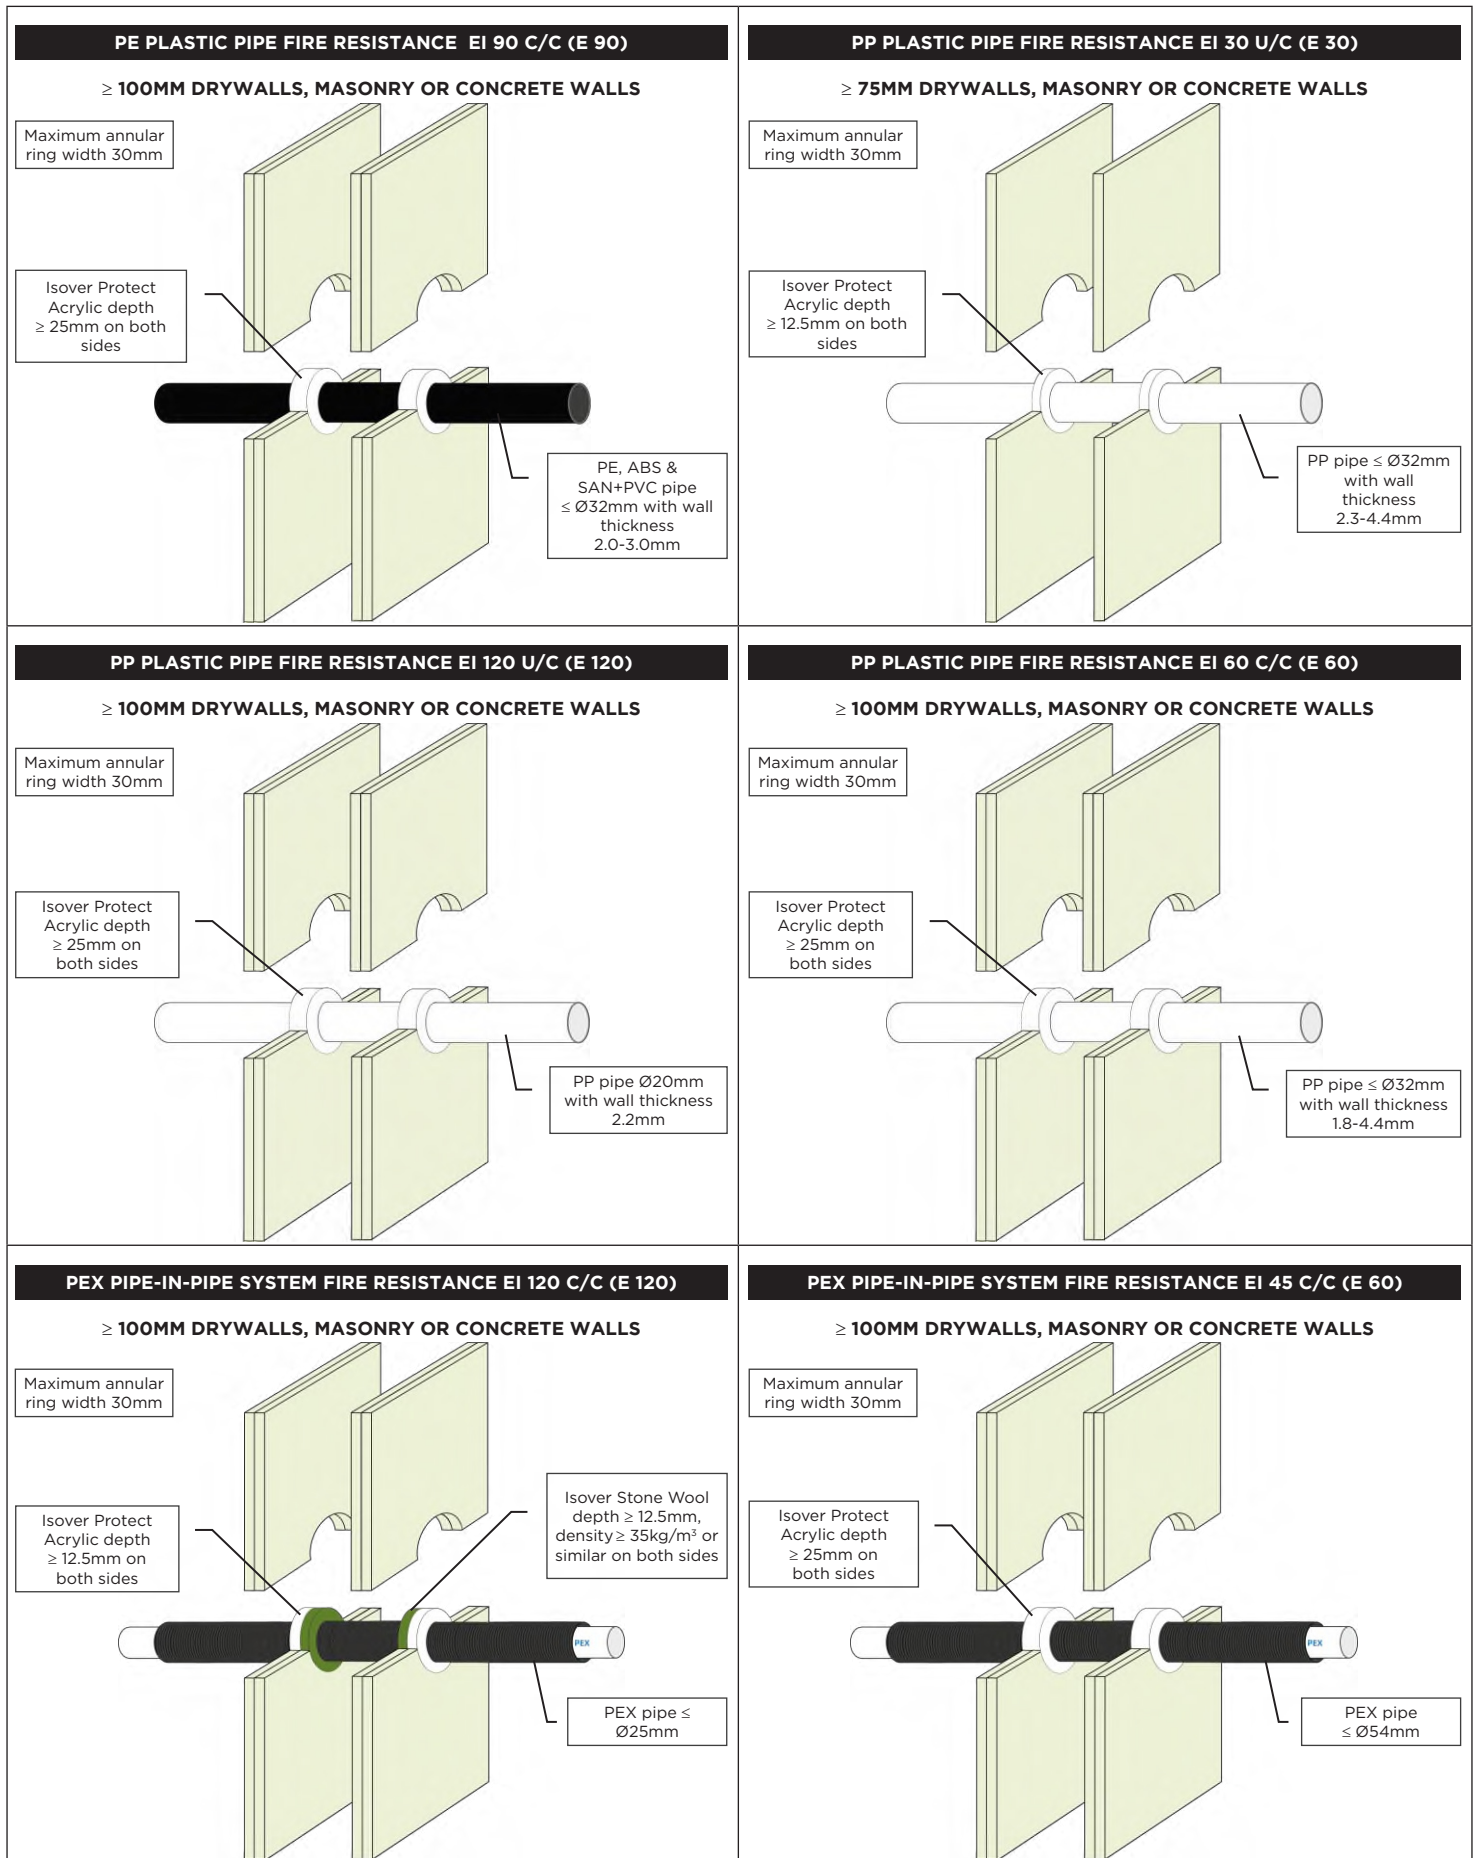 PE PLASTIC PIPE FIRE RESISTANCE EI 90 C/C (E 90)
≥ 100MM DRYWALLS, MASONRY OR CONCRETE WALLS
Maximum annular
ring width 30mm
Isover Protect
Acrylic depth
≥ 25mm on both
sides
PE, ABS &
SAN+PVC pipe
≤ Ø32mm with wall
thickness
2.0-3.0mm
PP PLASTIC PIPE FIRE RESISTANCE EI 30 U/C (E 30)
≥ 75MM DRYWALLS, MASONRY OR CONCRETE WALLS
Maximum annular
ring width 30mm
Isover Protect
Acrylic depth
≥ 12.5mm on both
sides
PP pipe ≤ Ø32mm
with wall
thickness
2.3-4.4mm
PP PLASTIC PIPE FIRE RESISTANCE EI 120 U/C (E 120)
≥ 100MM DRYWALLS, MASONRY OR CONCRETE WALLS
Maximum annular
ring width 30mm
Isover Protect
Acrylic depth
≥ 25mm on
both sides
PP pipe Ø20mm
with wall thickness
2.2mm
PP PLASTIC PIPE FIRE RESISTANCE EI 60 C/C (E 60)
≥ 100MM DRYWALLS, MASONRY OR CONCRETE WALLS
Maximum annular
ring width 30mm
Isover Protect
Acrylic depth
≥ 25mm on
both sides
PP pipe ≤ Ø32mm
with wall thickness
1.8-4.4mm
PEX PIPE-IN-PIPE SYSTEM FIRE RESISTANCE EI 120 C/C (E 120)
≥ 100MM DRYWALLS, MASONRY OR CONCRETE WALLS
Maximum annular
ring width 30mm
Isover Stone Wool
depth ≥ 12.5mm,
density ≥ 35kg/m³ or
similar on both sides
Isover Protect
Acrylic depth
≥ 12.5mm on
both sides
PEX
PEX pipe ≤
Ø25mm
PEX PIPE-IN-PIPE SYSTEM FIRE RESISTANCE EI 45 C/C (E 60)
≥ 100MM DRYWALLS, MASONRY OR CONCRETE WALLS
Maximum annular
ring width 30mm
Isover Protect
Acrylic depth
≥ 25mm on
both sides
PEX
PEX pipe
≤ Ø54mm